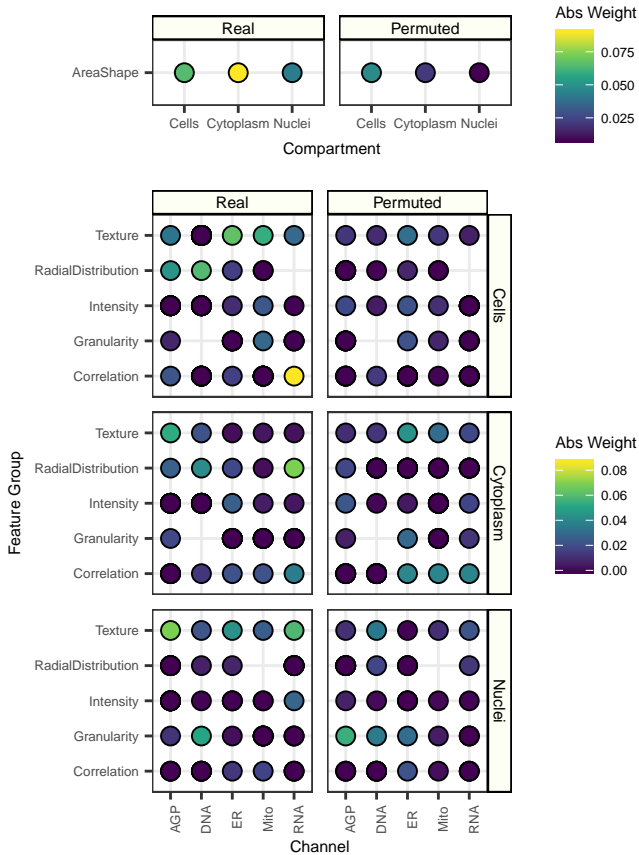 Real Permuted
AreaShape
Cells Cytoplasm Nuclei Cells Cytoplasm Nuclei
Compartment
Abs Weight
0.075
0.050
0.025
Real Permuted
Texture
RadialDistribution
Intensity
Granularity
Correlation
Cells
Texture
RadialDistribution
Intensity
Granularity
Correlation
Cytoplasm
Texture
RadialDistribution
Intensity
Granularity
Correlation
Nuclei
Feature Group
AGP DNA ER Mito RNA AGP DNA ER Mito RNA
Channel
Abs Weight
0.08
0.06
0.04
0.02
0.00